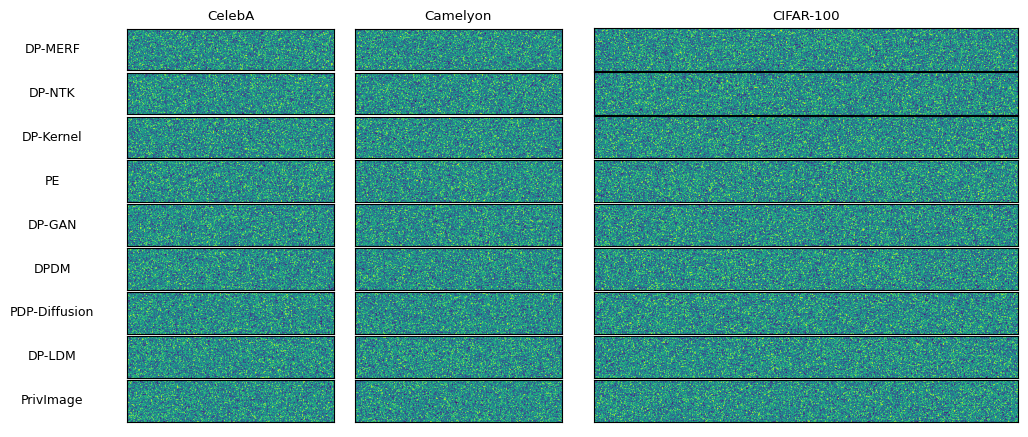 CelebA Camelyon CIFAR-100
DP-MERF
DP-NTK
DP-Kernel
PE
DP-GAN
DPDM
PDP-Diffusion
DP-LDM
PrivImage